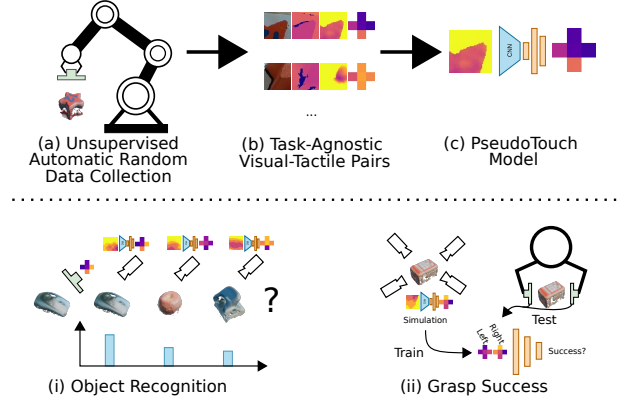 CNN
(a) Unsupervised
Automatic Random
Data Collection
...
(b) Task-Agnostic
Visual-Tactile Pairs
(c) PseudoTouch
Model
?
(i) Object Recognition
Simulation
Train
Test
Left
Right
Success?
(ii) Grasp Success